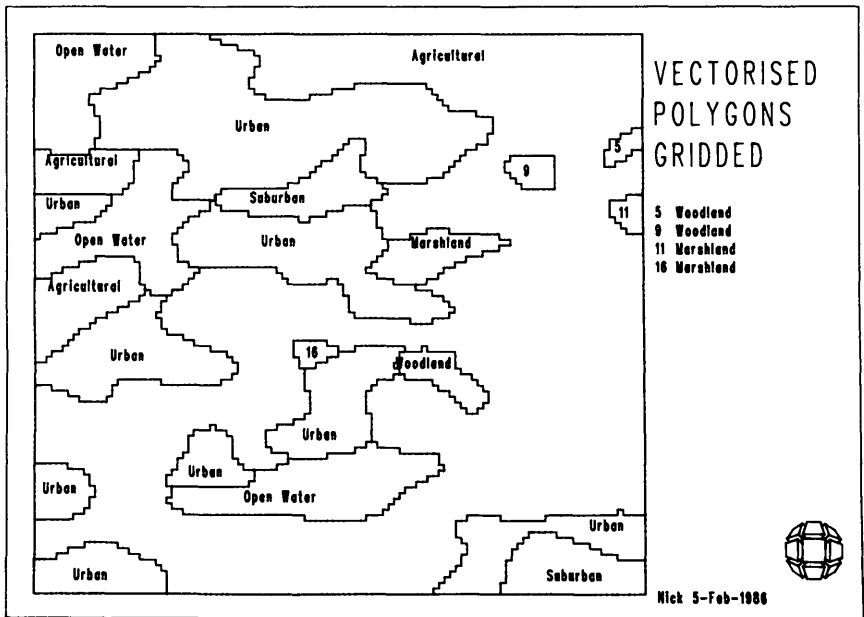 Open Water
Agricultural
VECTORISED
POLYGONS
GRIDDED
Urban
5
Agricultural
9
Suburban
Urban
11
5 Woodland
9 Woodland
11 Marshland
16 Marshland
Open Water
Urban
Marshland
Agricultural
Urban
16
Woodland
Urban
Urban
Urban
Open Water
Urban
Urban
Suburban
Nick 5-Feb-1986